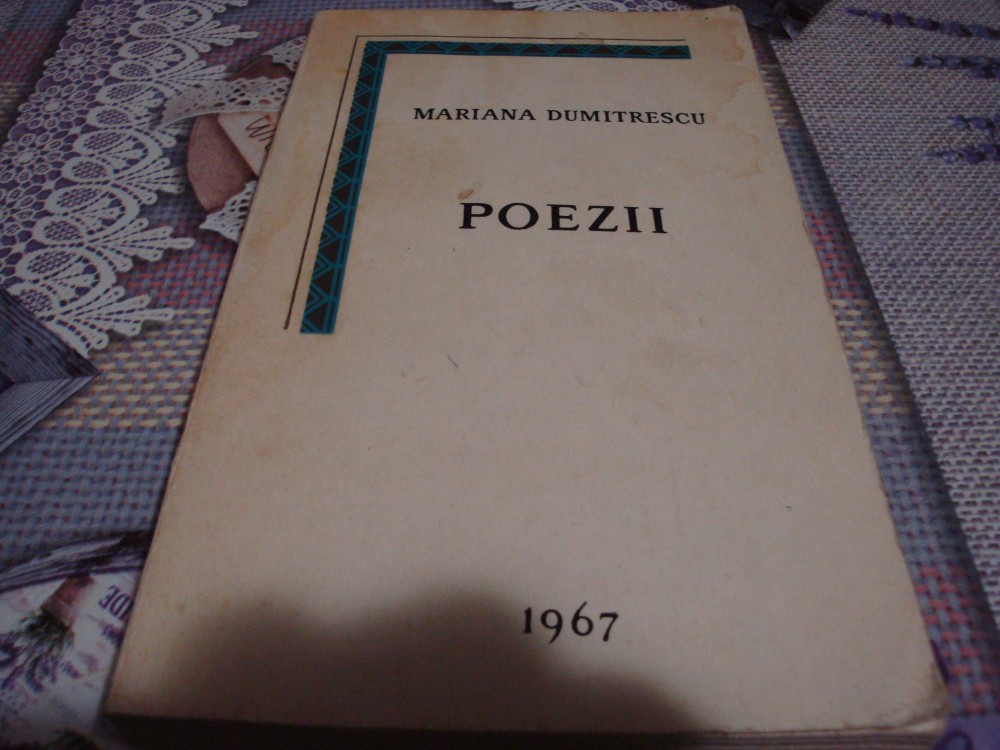 MARIANA DUMITRESCU
POEZII
1967